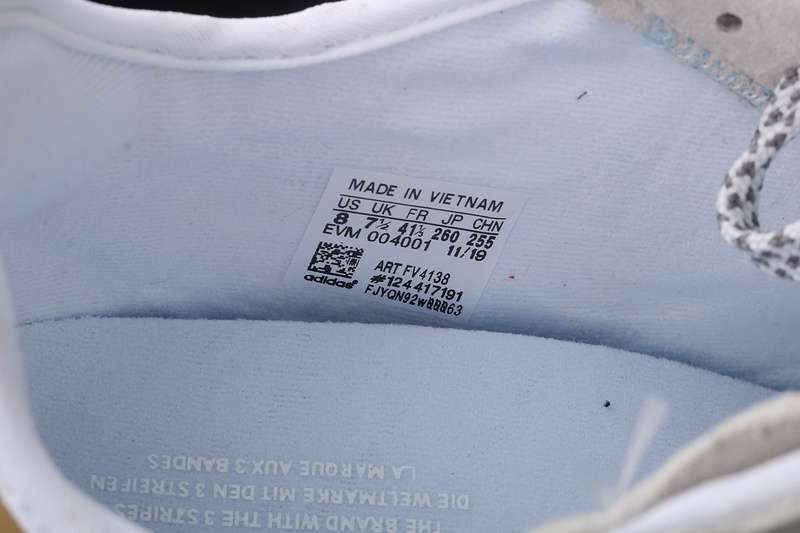 MADE IN VIETNAM
US UK FR JP CHN
8 7½ 41⅓ 260 255
EVM 004001 11/19
ART FV4138
#124417191
adidas®
THE BRAND WITH THE 3 STRIPES
DIE WELTMARKE MIT DEN 3 STREIFEN
LA MARQUE AUX 3 BANDES